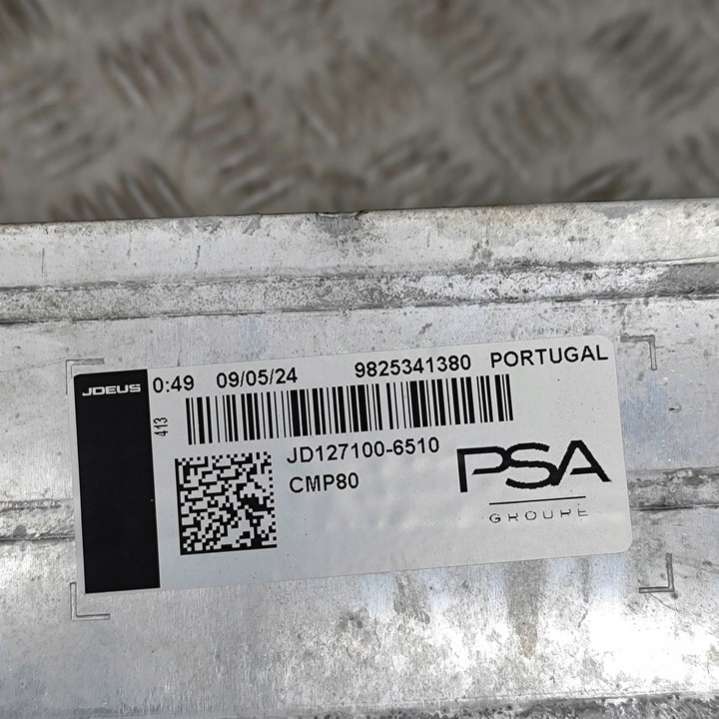 JDEUS 0:49 09/05/24 9825341380 PORTUGAL
413
JD127100-6510
CMP80
PSA
GROUPE